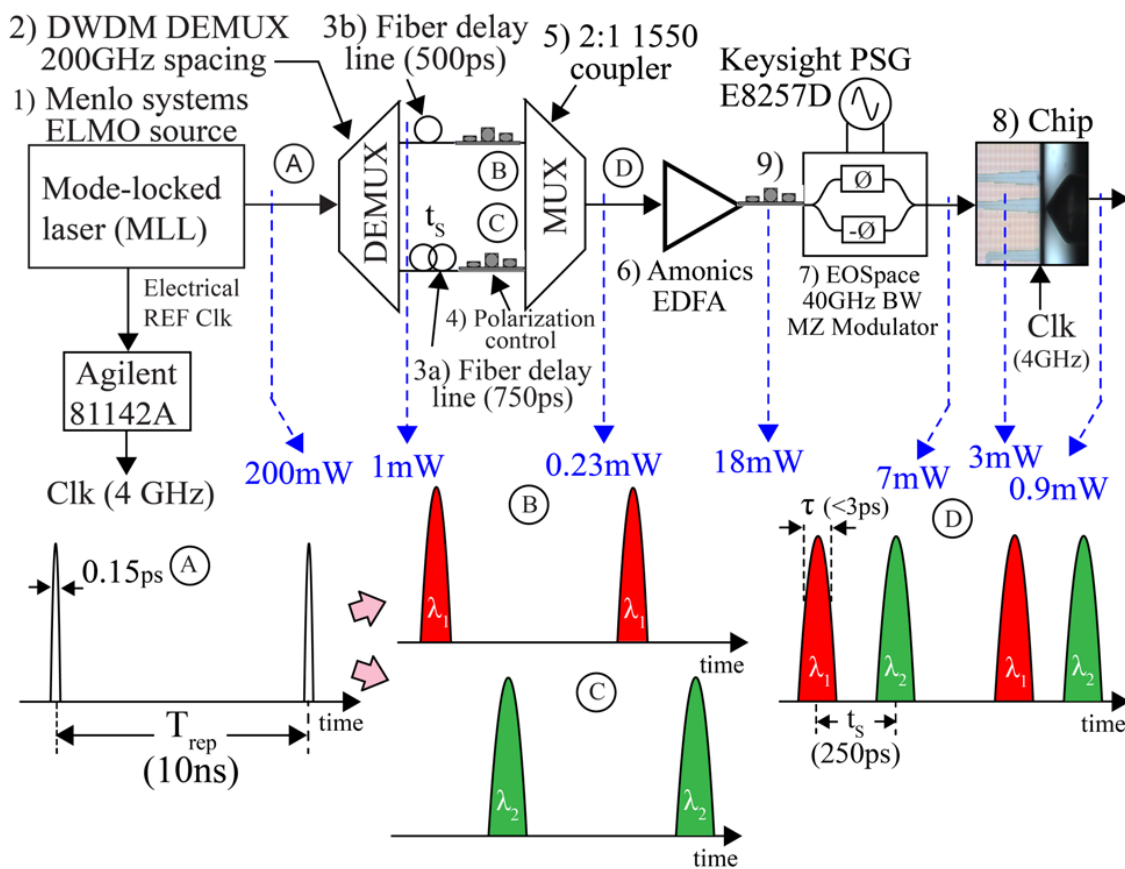 2) DWDM DEMUX
200GHz spacing
3b) Fiber delay
line (500ps)
5) 2:1 1550
coupler
Keysight PSG
E8257D
1) Menlo systems
ELMO source
Mode-locked
laser (MLL)
A
DEMUX
B
C
t_s
MUX
D
9)
Ø
-Ø
8) Chip
Electrical
REF Clk
Agilent
81142A
Clk (4 GHz)
4) Polarization
control
3a) Fiber delay
line (750ps)
6) Amonics
EDFA
7) EOSpace
40GHz BW
MZ Modulator
Clk
(4GHz)
200mW
1mW
0.23mW
18mW
7mW
3mW
0.9mW
0.15ps
A
T_rep
(10ns)
time
B
λ₁
λ₁
time
C
λ₂
λ₂
time
τ (<3ps)
D
λ₁
λ₂
λ₁
λ₂
time
t_s
(250ps)